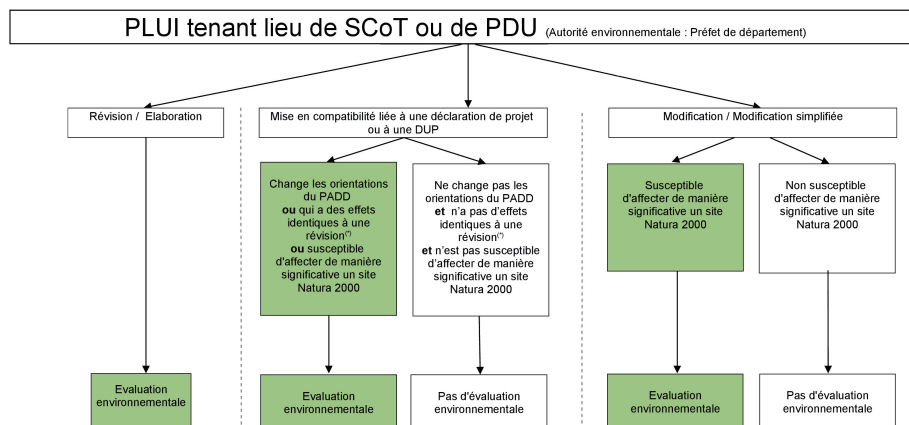 PLUI tenant lieu de SCoT ou de PDU (Autorité environnementale : Préfet de département)
Révision / Elaboration
Mise en compatibilité liée à une déclaration de projet
ou à une DUP
Modification / Modification simplifiée
Change les orientations
du PADD
ou qui a des effets
identiques à une
révision(*)
ou susceptible
d'affecter de manière
significative un site
Natura 2000
Ne change pas les
orientations du PADD
et n'a pas d'effets
identiques à une
révision(*)
et n'est pas susceptible
d'affecter de manière
significative un site
Natura 2000
Susceptible
d'affecter de manière
significative un site
Natura 2000
Non susceptible
d'affecter de manière
significative un site
Natura 2000
Evaluation
environnementale
Evaluation
environnementale
Pas d'évaluation
environnementale
Evaluation
environnementale
Pas d'évaluation
environnementale